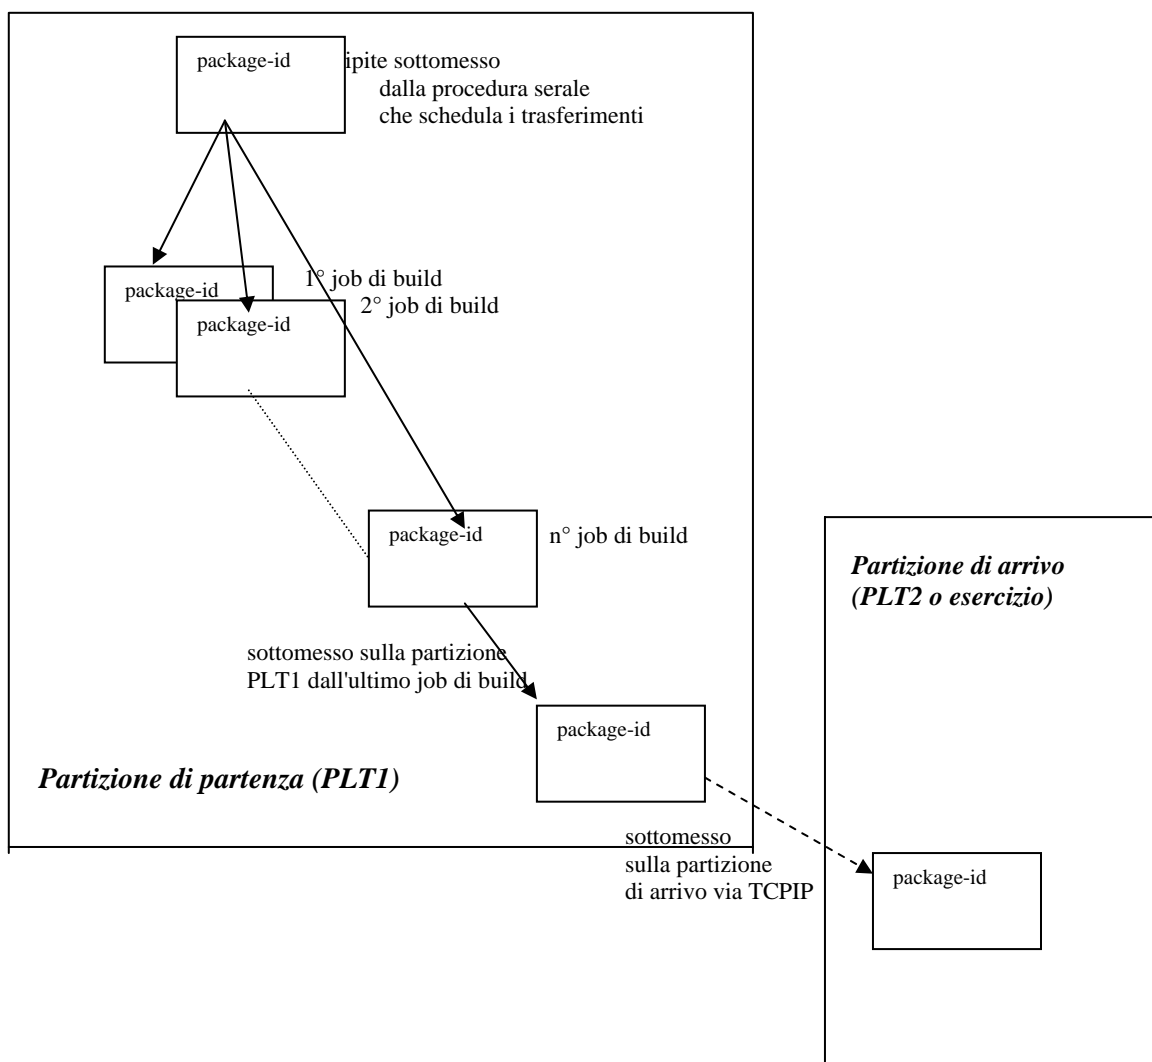 package-id
ipite sottomesso
dalla procedura serale
che schedula i trasferimenti
1° job di build
package-id
2° job di build
package-id
package-id
n° job di build
Partizione di arrivo
(PLT2 o esercizio)
sottomesso sulla partizione
PLT1 dall'ultimo job di build
package-id
Partizione di partenza (PLT1)
sottomesso
sulla partizione
di arrivo via TCPIP
package-id